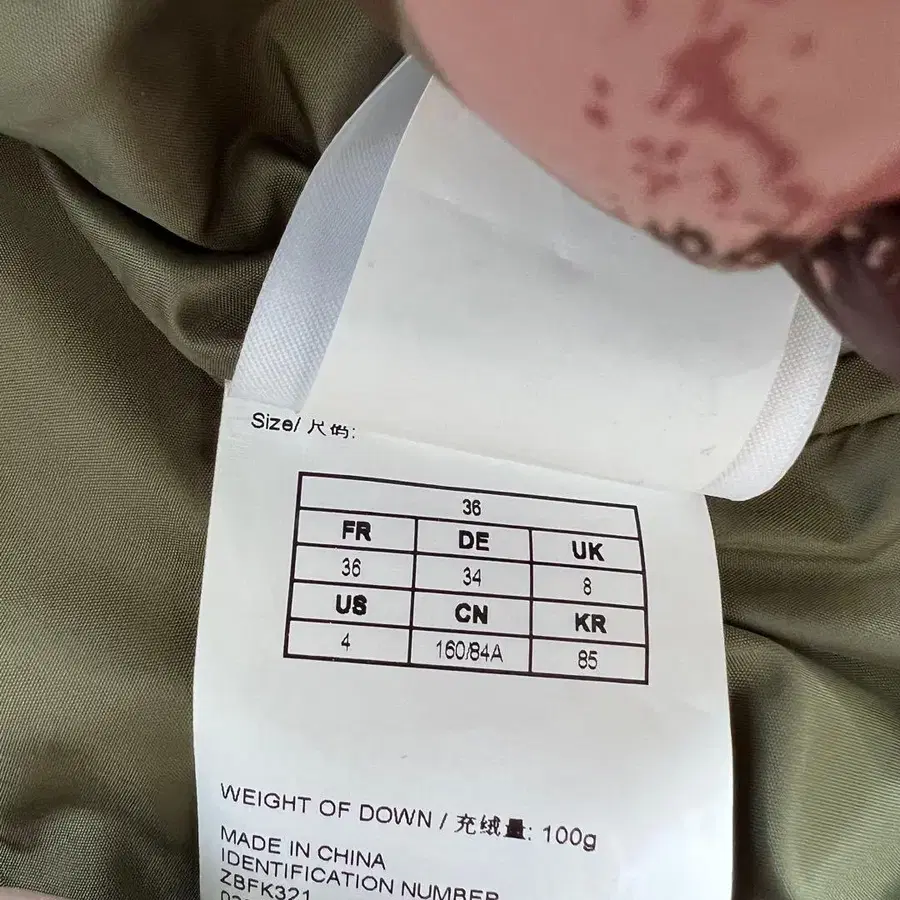 Size/ 尺码:
36
FR DE UK
36 34 8
US CN KR
4 160/84A 85
WEIGHT OF DOWN / 充绒量: 100g
MADE IN CHINA
IDENTIFICATION NUMBER
ZBFK321